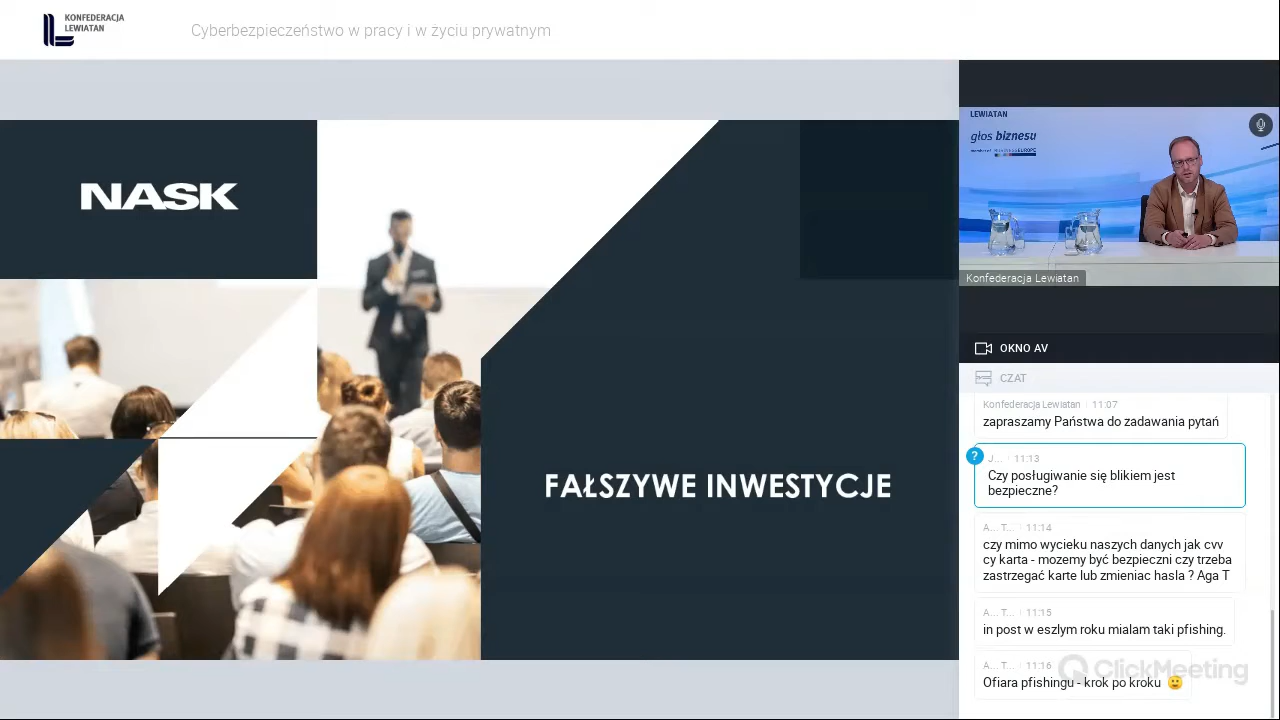 KONFEDERACJA
LEWIATAN
Cyberbezpieczeństwo w pracy i w życiu prywatnym
NASK
FAŁSZYWE INWESTYCJE
LEWIATAN
głos biznesu
Konfederacja Lewiatan
OKNO AV
CZAT
Konfederacja Lewiatan 11:07
zapraszamy Państwa do zadawania pytań
?
J... 11:13
Czy posługiwanie się blikiem jest
bezpieczne?
A... T... 11:14
czy mimo wycieku naszych danych jak cvv
cy karta - mozemy być bezpieczni czy trzeba
zastrzegać karte lub zmieniac hasla ? Aga T
A... T... 11:15
in post w eszlym roku mialam taki pfishing.
A... T... 11:16
Ofiara pfishingu - krok po kroku 🙂
ClickMeeting